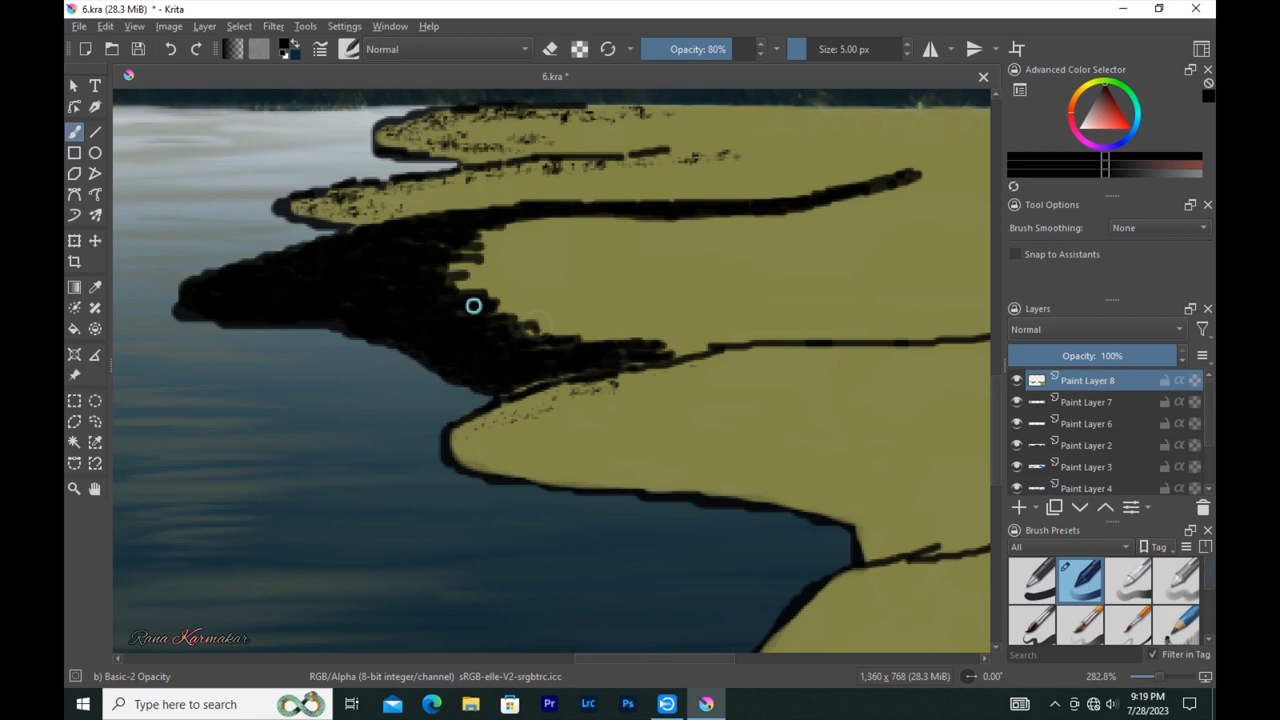 6.kra (28.3 MiB) * - Krita
File Edit View Image Layer Select Filter Tools Settings Window Help
Normal
Opacity: 80%
Size: 5.00 px
6.kra *
Advanced Color Selector
Tool Options
Brush Smoothing:
None
Snap to Assistants
Layers
Normal
Opacity: 100%
Paint Layer 8
Paint Layer 7
Paint Layer 6
Paint Layer 2
Paint Layer 3
Paint Layer 4
Brush Presets
All
Tag
Search
Filter in Tag
Rana Karmakar
b) Basic-2 Opacity
RGB/Alpha (8-bit integer/channel) sRGB-elle-V2-srgbtrc.icc
1,360 x 768 (28.3 MiB)
0.00°
282.8%
Type here to search
Pr
Lrc
Ps
9:19 PM
7/28/2023